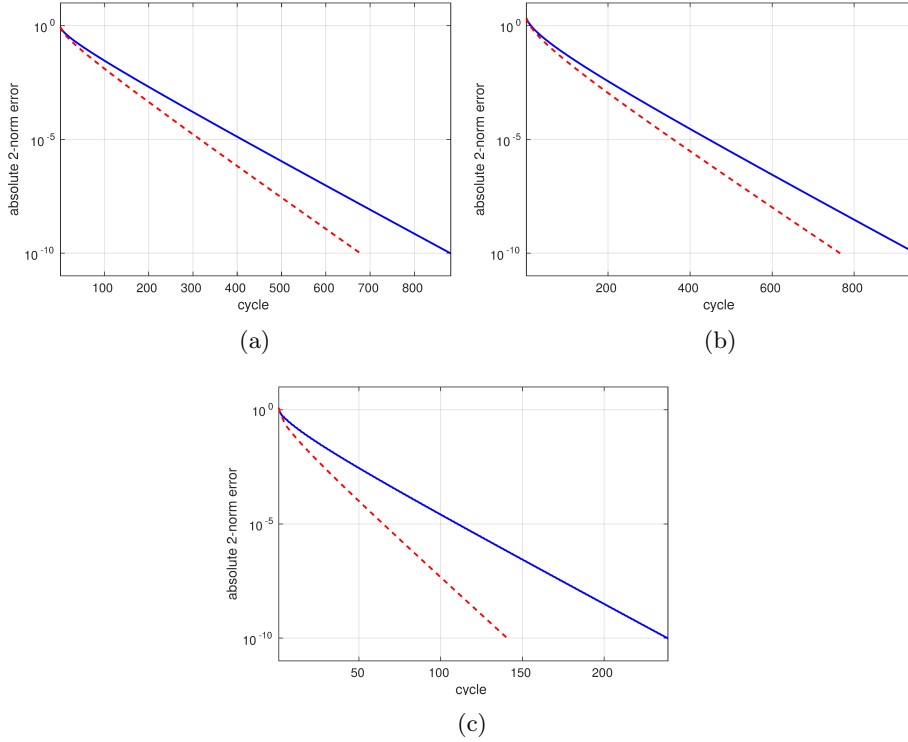 10^0
10^-5
10^-10
absolute 2-norm error
100 200 300 400 500 600 700 800
cycle
(a)
10^0
10^-5
10^-10
absolute 2-norm error
200 400 600 800
cycle
(b)
10^0
10^-5
10^-10
absolute 2-norm error
50 100 150 200
cycle
(c)